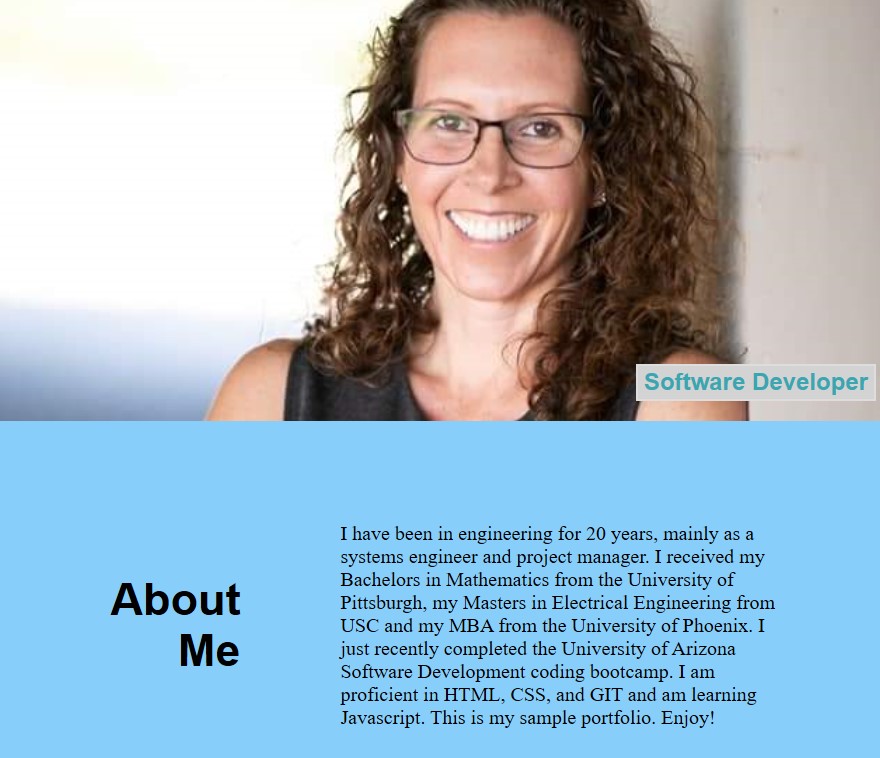 Software Developer
About
Me
I have been in engineering for 20 years, mainly as a
systems engineer and project manager. I received my
Bachelors in Mathematics from the University of
Pittsburgh, my Masters in Electrical Engineering from
USC and my MBA from the University of Phoenix. I
just recently completed the University of Arizona
Software Development coding bootcamp. I am
proficient in HTML, CSS, and GIT and am learning
Javascript. This is my sample portfolio. Enjoy!